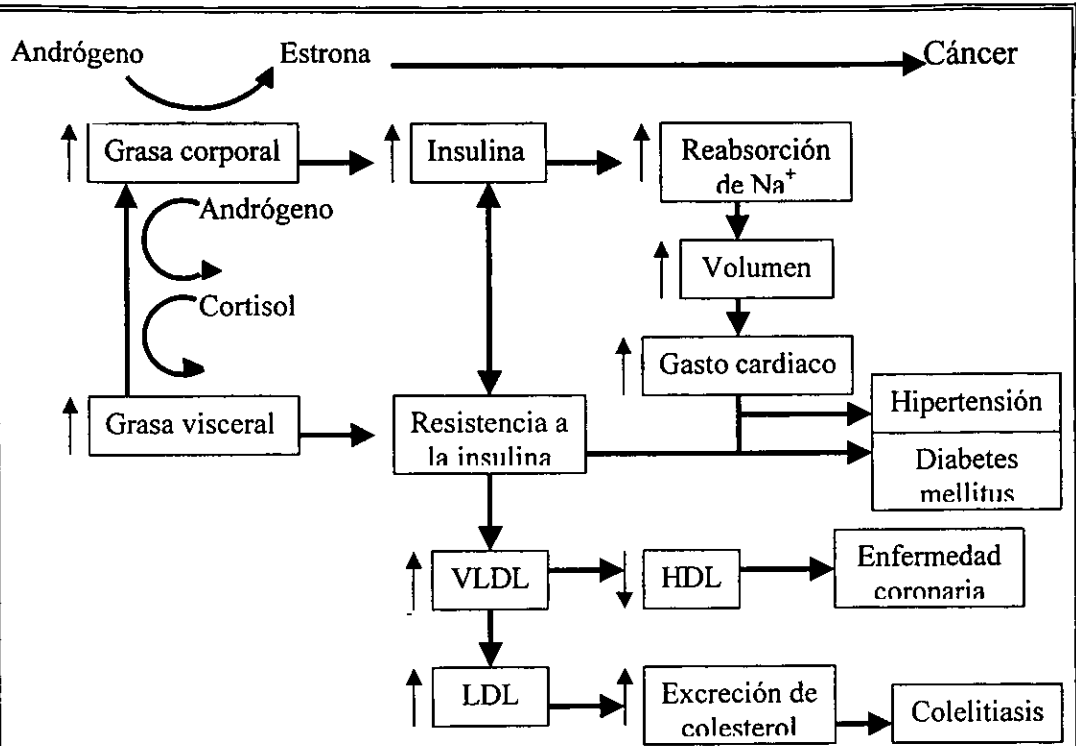 Andrógeno Estrona Cáncer
Grasa corporal Insulina Reabsorción
de Na⁺
Andrógeno
Volumen
Cortisol
Gasto cardiaco
Grasa visceral Resistencia a
la insulina
Hipertensión
Diabetes
mellitus
VLDL HDL Enfermedad
coronaria
LDL Excreción de
colesterol
Colelitiasis